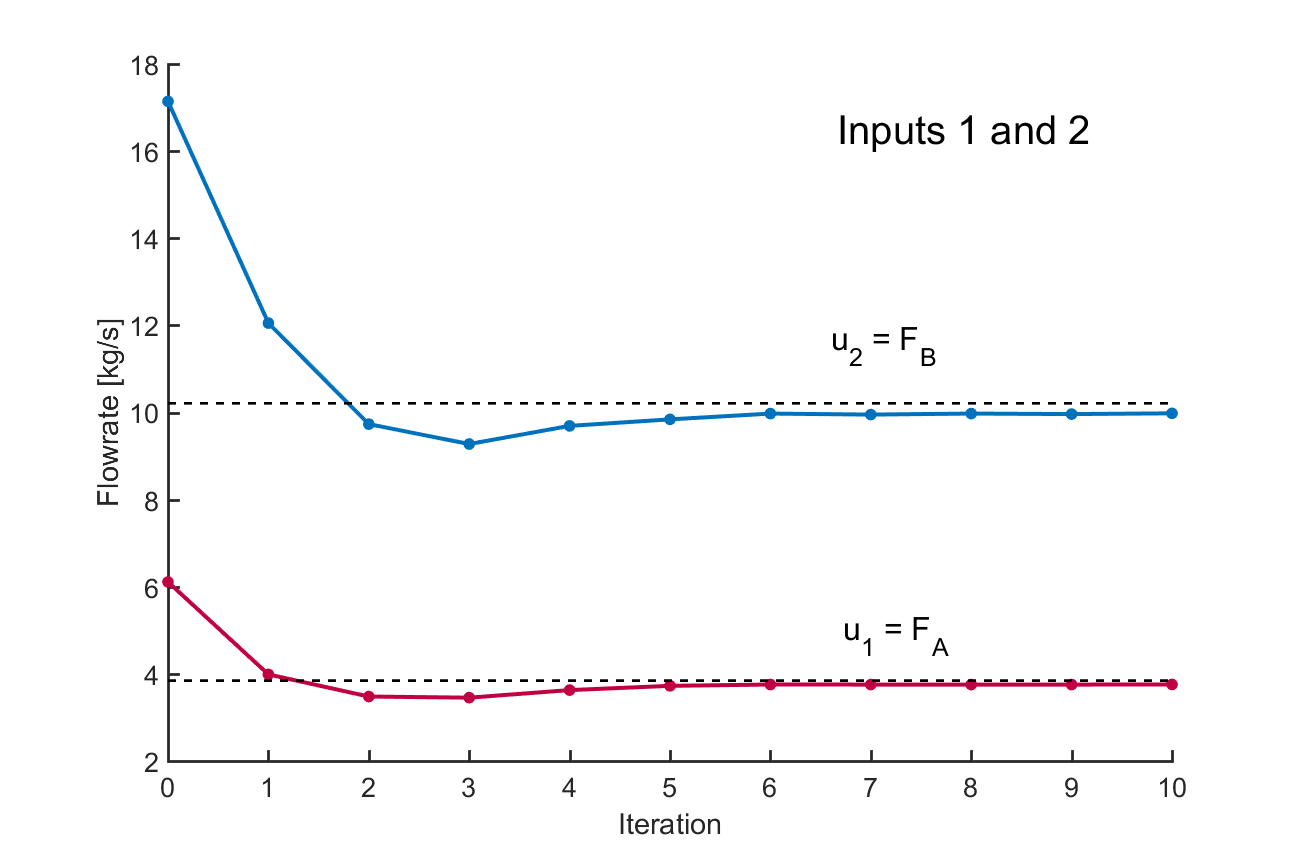 18
Inputs 1 and 2
16
14
12
u2 = FB
Flowrate [kg/s]
10
8
6
u1 = FA
4
2
0 1 2 3 4 5 6 7 8 9 10
Iteration